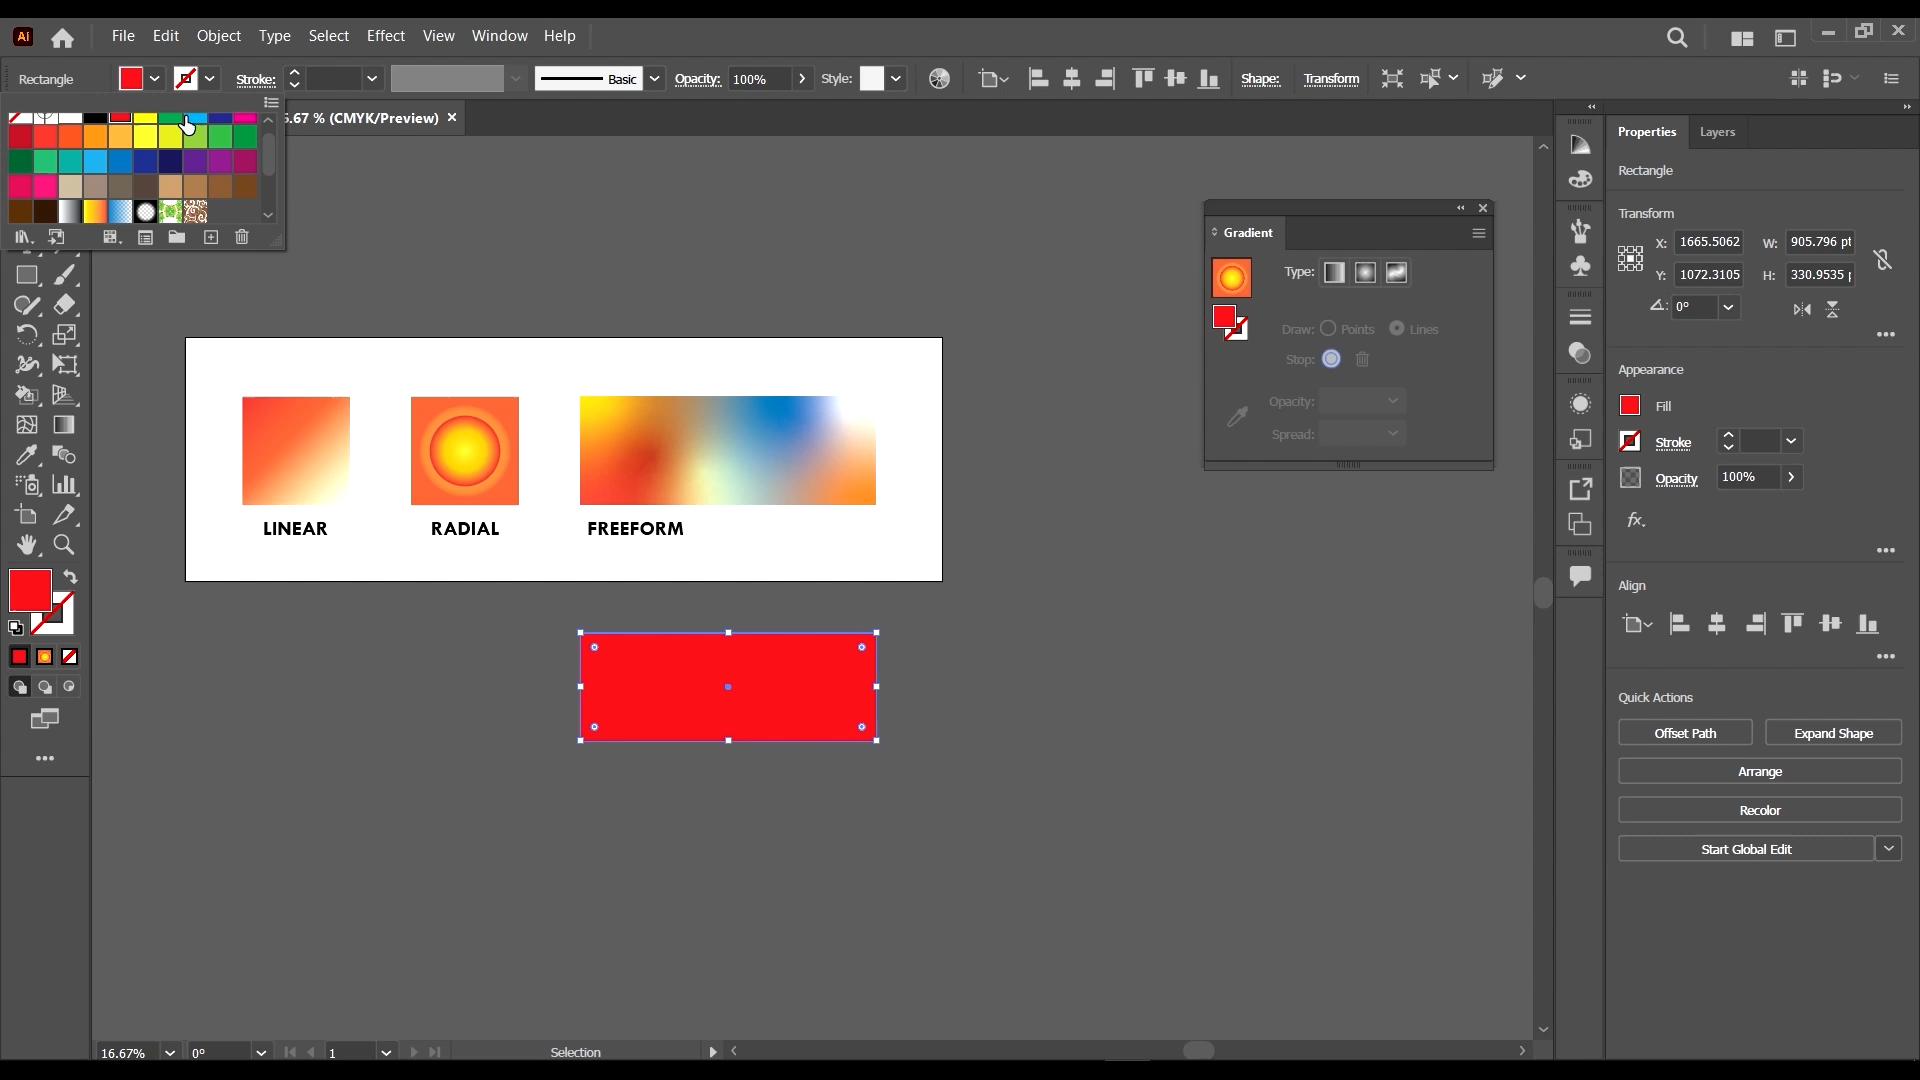 Ai File Edit Object Type Select Effect View Window Help
Rectangle Stroke: Basic Opacity: 100% Style: Shape: Transform
6.67 % (CMYK/Preview) ×
Properties Layers
Rectangle
Transform
X: 1665.5062 W: 905.796 pt
Y: 1072.3105 H: 330.9535 p
0°
Appearance
Fill
Stroke
Opacity 100%
fx.
Align
Quick Actions
Offset Path Expand Shape
Arrange
Recolor
Start Global Edit
Gradient
Type:
Draw: Points Lines
Stop:
Opacity:
Spread:
LINEAR RADIAL FREEFORM
16.67% 0° 1 Selection